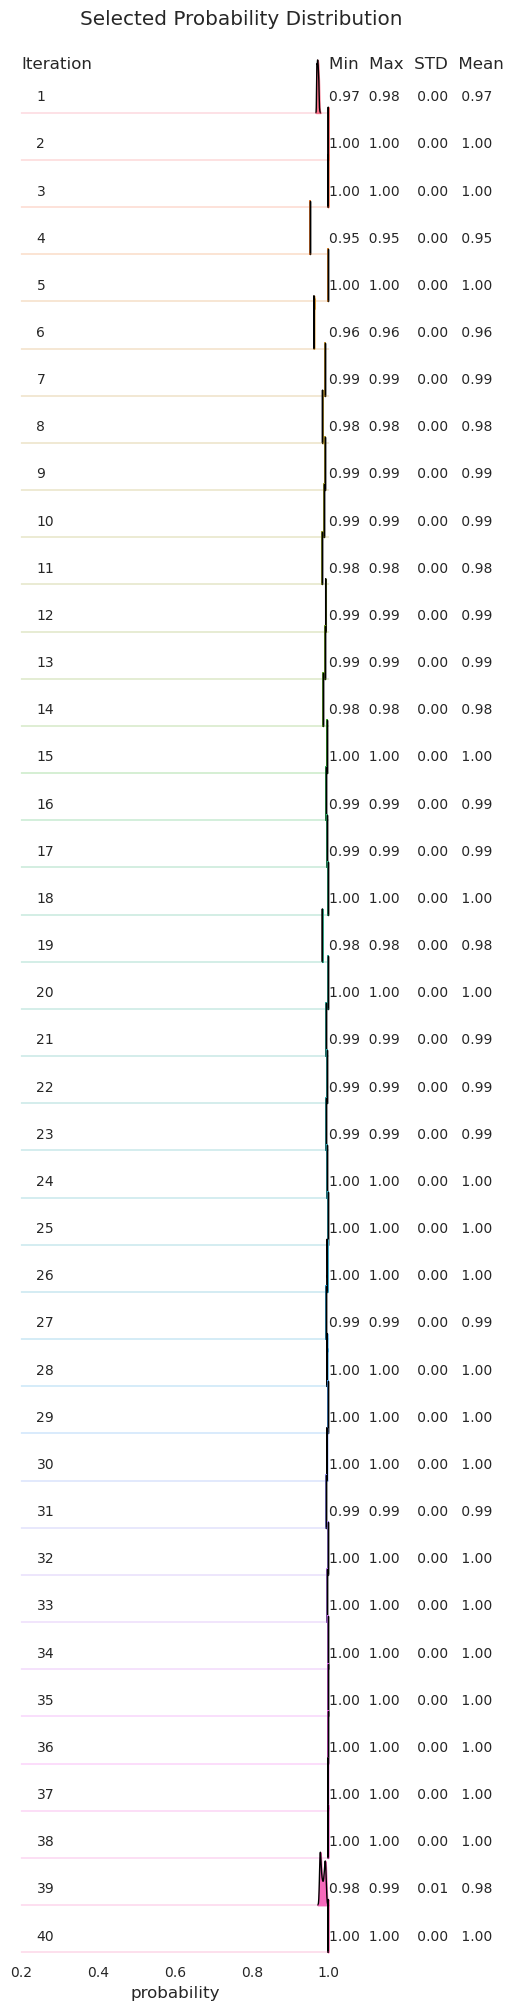 Selected Probability Distribution
Iteration Min Max STD Mean
1 0.97 0.98 0.00 0.97
2 1.00 1.00 0.00 1.00
3 1.00 1.00 0.00 1.00
4 0.95 0.95 0.00 0.95
5 1.00 1.00 0.00 1.00
6 0.96 0.96 0.00 0.96
7 0.99 0.99 0.00 0.99
8 0.98 0.98 0.00 0.98
9 0.99 0.99 0.00 0.99
10 0.99 0.99 0.00 0.99
11 0.98 0.98 0.00 0.98
12 0.99 0.99 0.00 0.99
13 0.99 0.99 0.00 0.99
14 0.98 0.98 0.00 0.98
15 1.00 1.00 0.00 1.00
16 0.99 0.99 0.00 0.99
17 0.99 0.99 0.00 0.99
18 1.00 1.00 0.00 1.00
19 0.98 0.98 0.00 0.98
20 1.00 1.00 0.00 1.00
21 0.99 0.99 0.00 0.99
22 0.99 0.99 0.00 0.99
23 0.99 0.99 0.00 0.99
24 1.00 1.00 0.00 1.00
25 1.00 1.00 0.00 1.00
26 1.00 1.00 0.00 1.00
27 0.99 0.99 0.00 0.99
28 1.00 1.00 0.00 1.00
29 1.00 1.00 0.00 1.00
30 1.00 1.00 0.00 1.00
31 0.99 0.99 0.00 0.99
32 1.00 1.00 0.00 1.00
33 1.00 1.00 0.00 1.00
34 1.00 1.00 0.00 1.00
35 1.00 1.00 0.00 1.00
36 1.00 1.00 0.00 1.00
37 1.00 1.00 0.00 1.00
38 1.00 1.00 0.00 1.00
39 0.98 0.99 0.01 0.98
40 1.00 1.00 0.00 1.00
0.2 0.4 0.6 0.8 1.0
probability